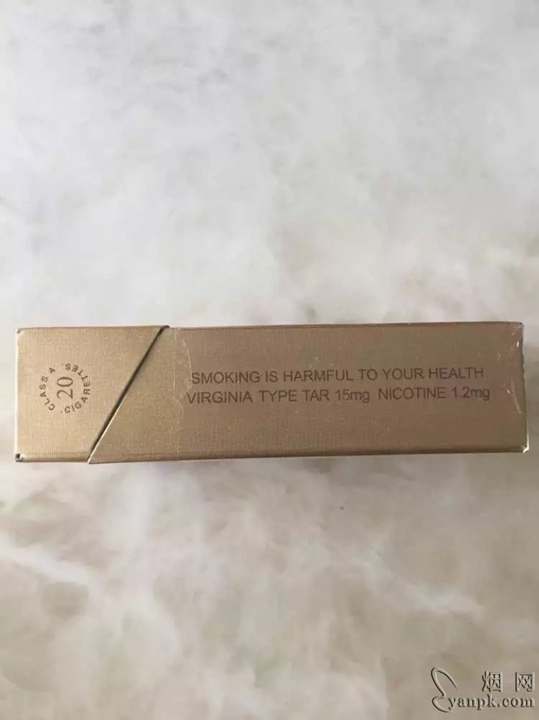 CLASS A
20
CIGARETTES
SMOKING IS HARMFUL TO YOUR HEALTH
VIRGINIA TYPE TAR 15mg NICOTINE 1.2mg
烟 网
yanpk.com